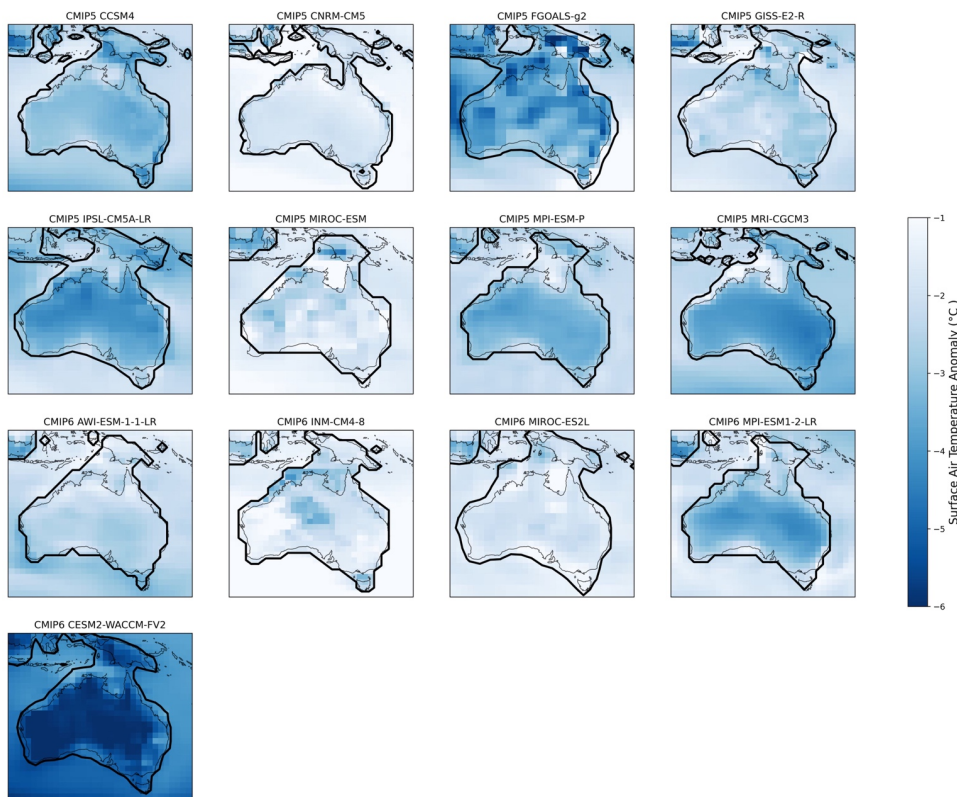 CMIP5 CCSM4
CMIP5 CNRM-CM5
CMIP5 FGOALS-g2
CMIP5 GISS-E2-R
CMIP5 IPSL-CM5A-LR
CMIP5 MIROC-ESM
CMIP5 MPI-ESM-P
CMIP5 MRI-CGCM3
CMIP6 AWI-ESM-1-1-LR
CMIP6 INM-CM4-8
CMIP6 MIROC-ES2L
CMIP6 MPI-ESM1-2-LR
CMIP6 CESM2-WACCM-FV2
−1
−2
−3
−4
−5
−6
Surface Air Temperature Anomaly (°C )